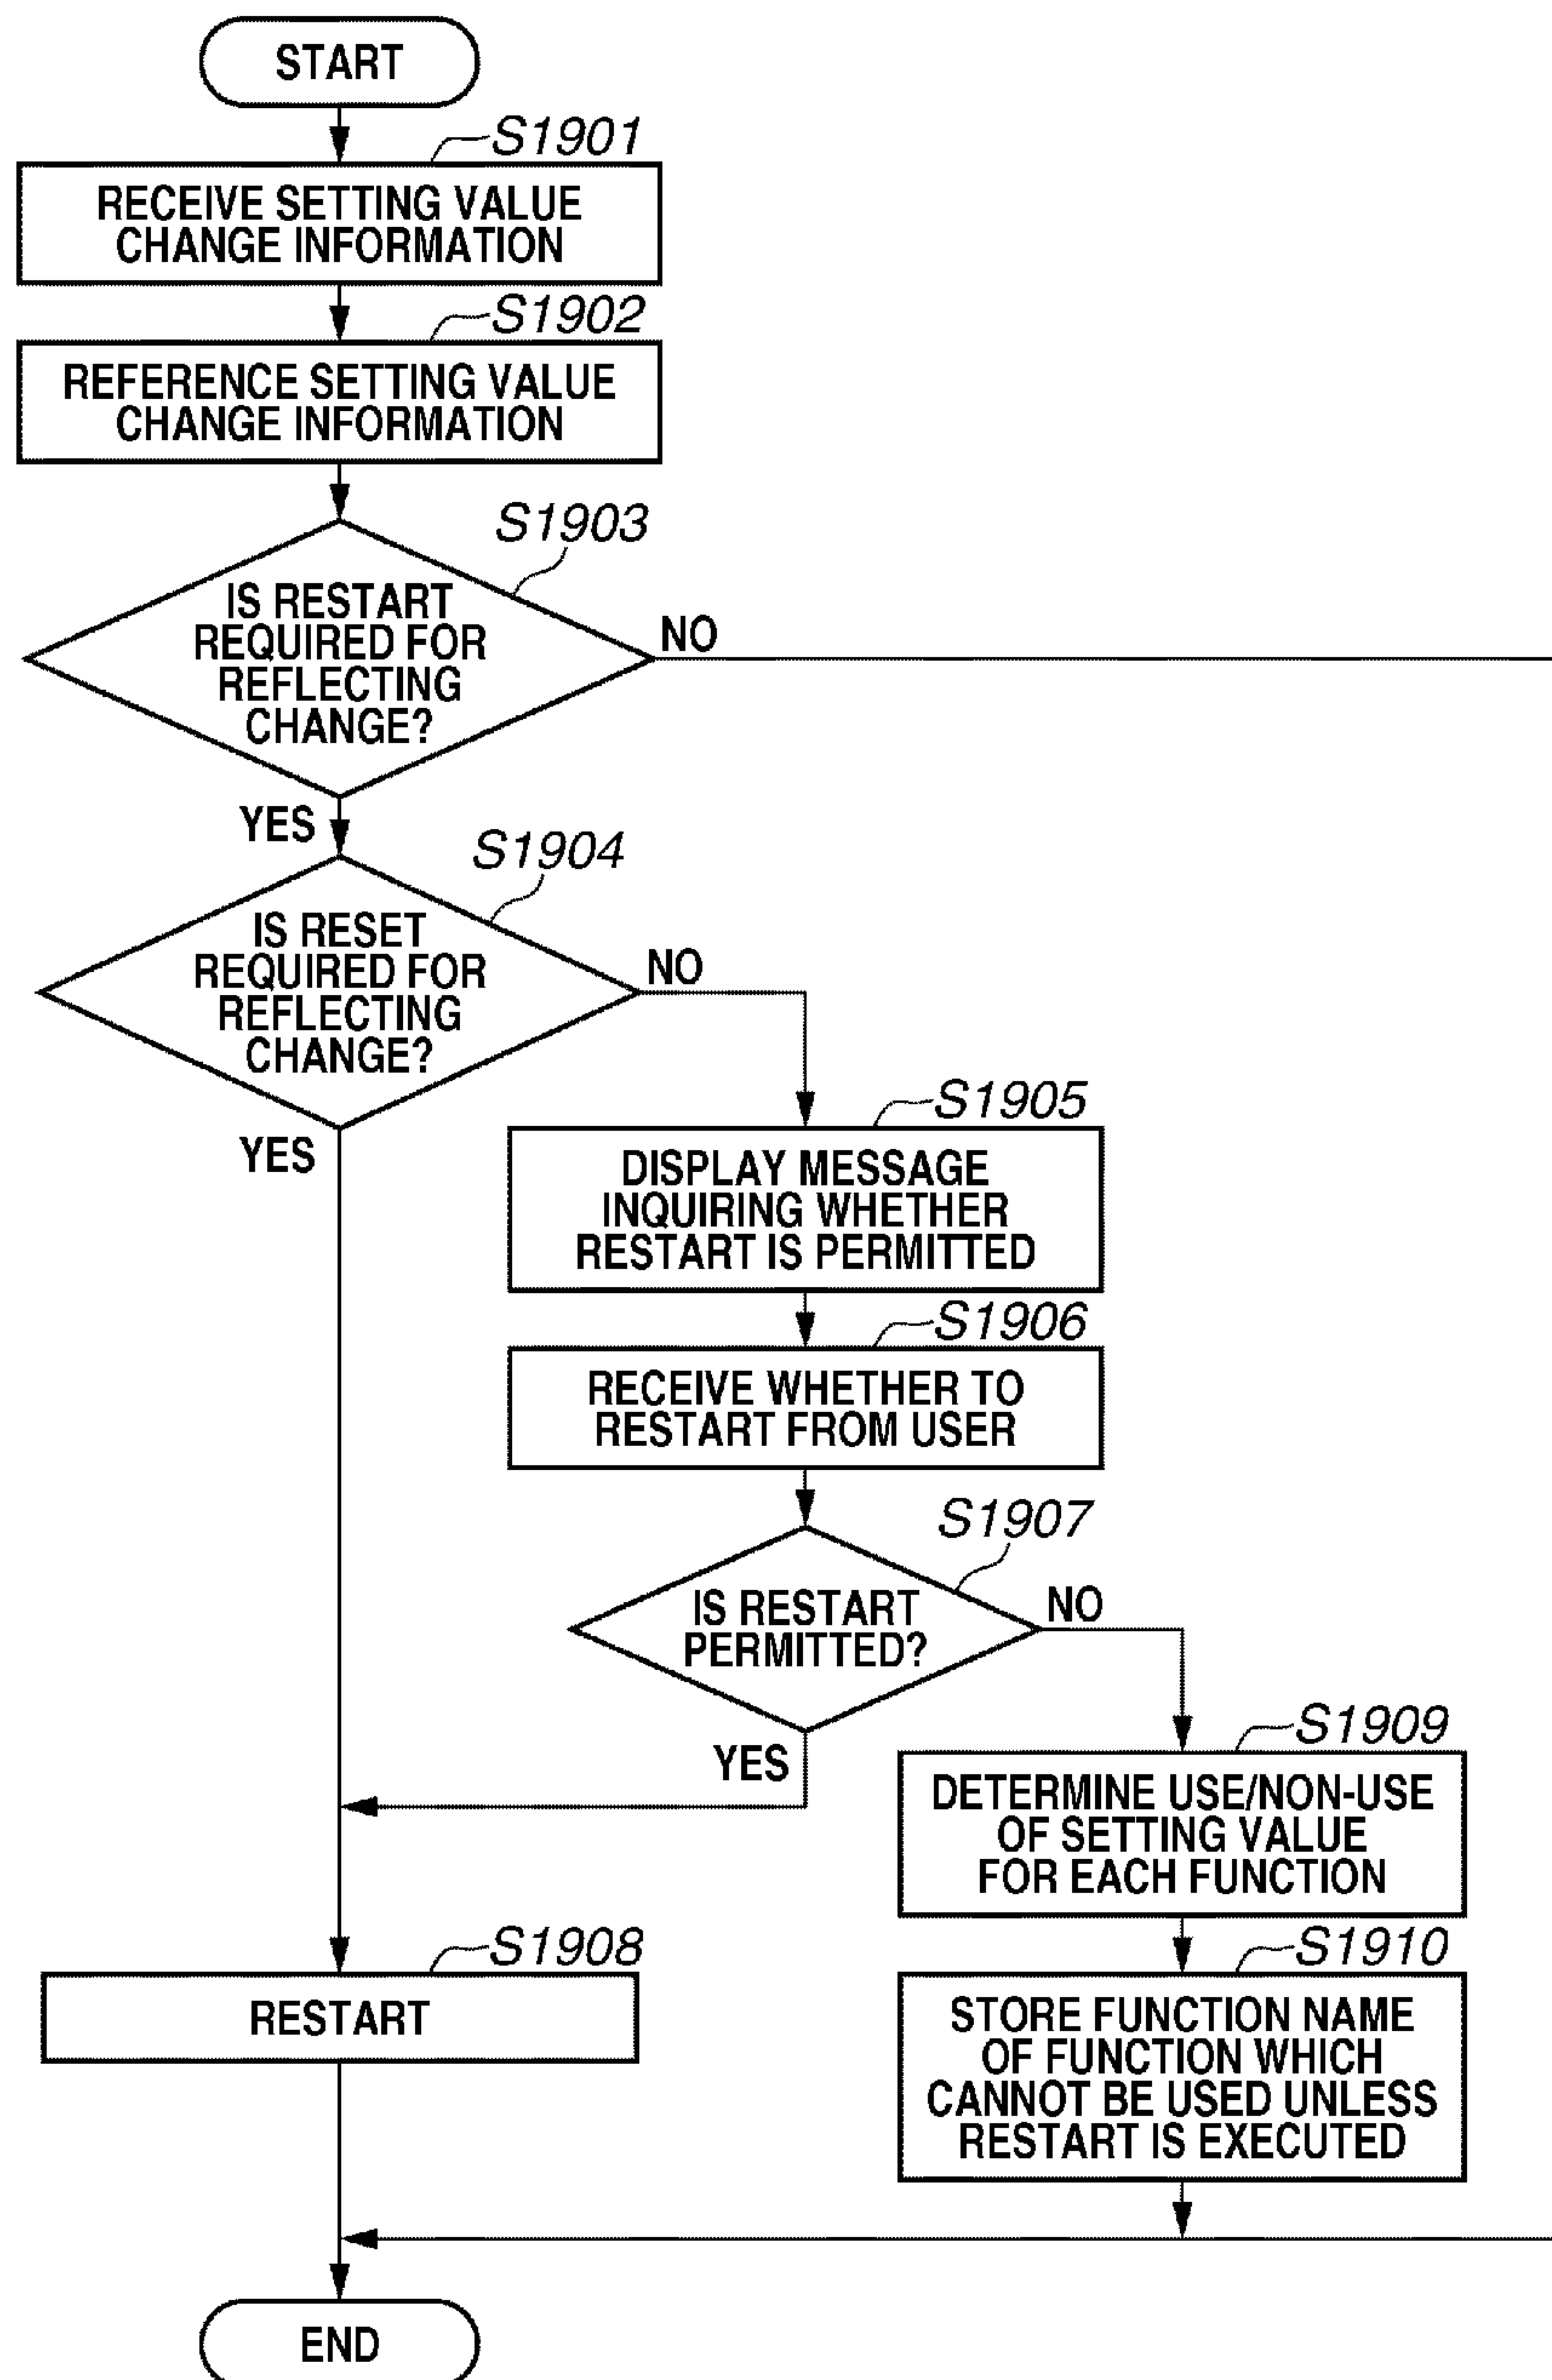 START
S1901
RECEIVE SETTING VALUE
CHANGE INFORMATION
S1902
REFERENCE SETTING VALUE
CHANGE INFORMATION
S1903
IS RESTART
REQUIRED FOR
REFLECTING
CHANGE?
NO
YES
S1904
IS RESET
REQUIRED FOR
REFLECTING
CHANGE?
NO
YES
S1905
DISPLAY MESSAGE
INQUIRING WHETHER
RESTART IS PERMITTED
S1906
RECEIVE WHETHER TO
RESTART FROM USER
S1907
IS RESTART
PERMITTED?
NO
YES
S1909
DETERMINE USE/NON-USE
OF SETTING VALUE
FOR EACH FUNCTION
S1908
RESTART
S1910
STORE FUNCTION NAME
OF FUNCTION WHICH
CANNOT BE USED UNLESS
RESTART IS EXECUTED
END